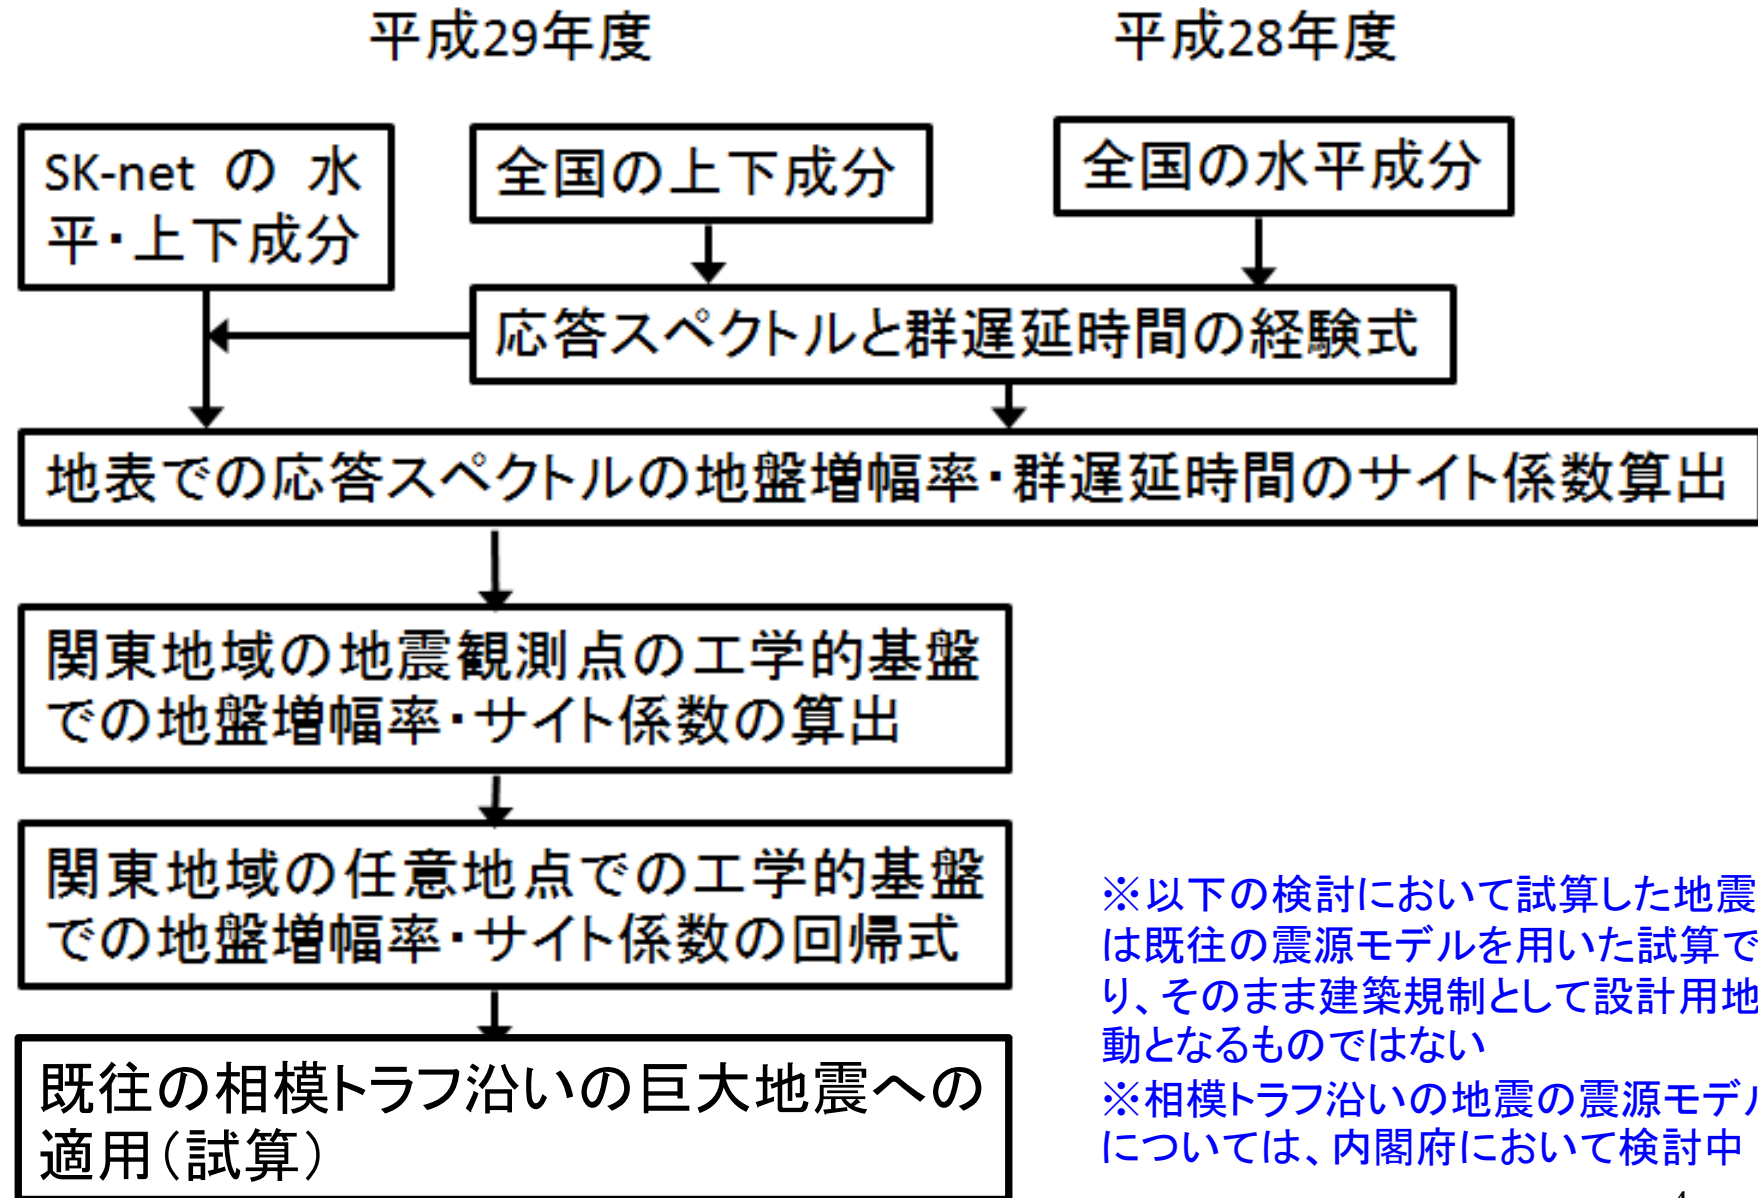 平成29年度
平成28年度
SK-net の 水
平・上下成分
全国の上下成分
全国の水平成分
応答スペクトルと群遅延時間の経験式
地表での応答スペクトルの地盤増幅率・群遅延時間のサイト係数算出
関東地域の地震観測点の工学的基盤
での地盤増幅率・サイト係数の算出
関東地域の任意地点での工学的基盤
での地盤増幅率・サイト係数の回帰式
既往の相模トラフ沿いの巨大地震への
適用(試算)
※以下の検討において試算した地震
は既往の震源モデルを用いた試算で
り、そのまま建築規制として設計用地
動となるものではない
※相模トラフ沿いの地震の震源モデル
については、内閣府において検討中